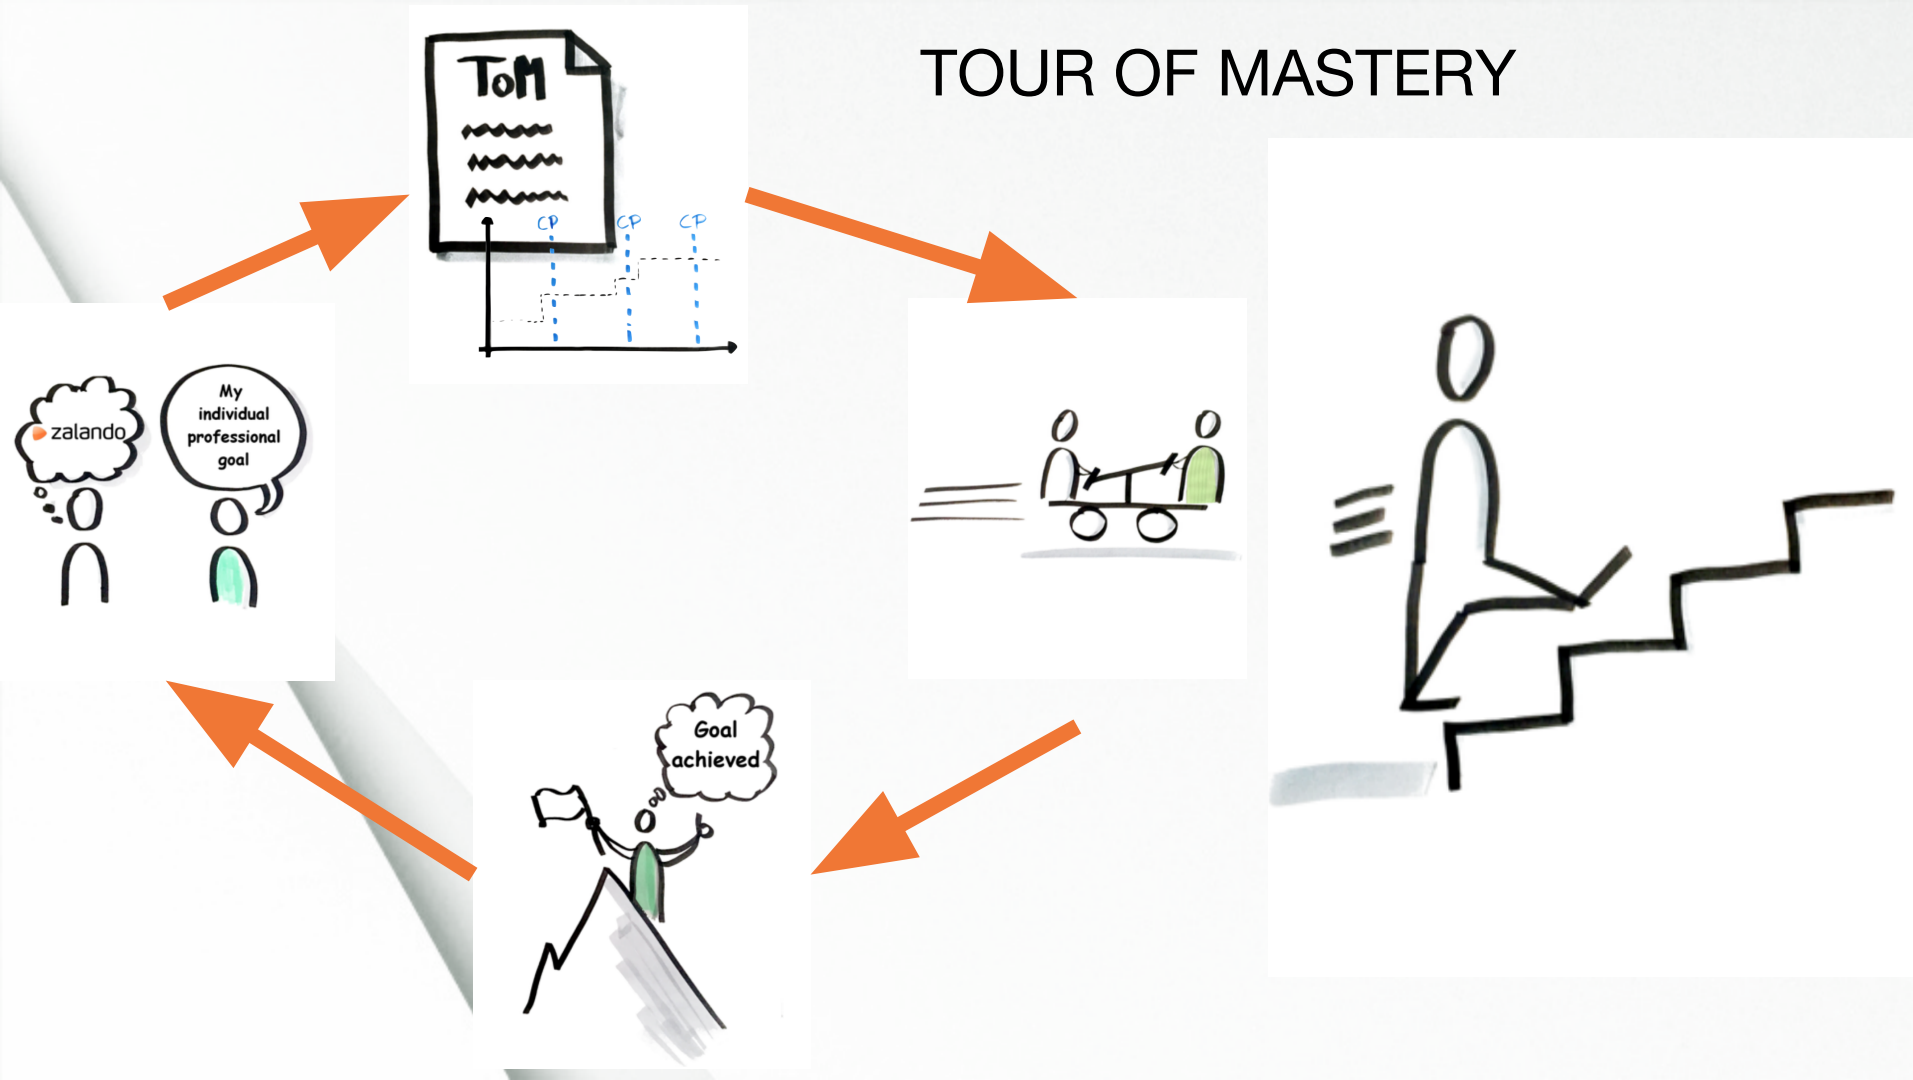 TOUR OF MASTERY
ToM
CP CP CP
zalando
My
individual
professional
goal
Goal
achieved